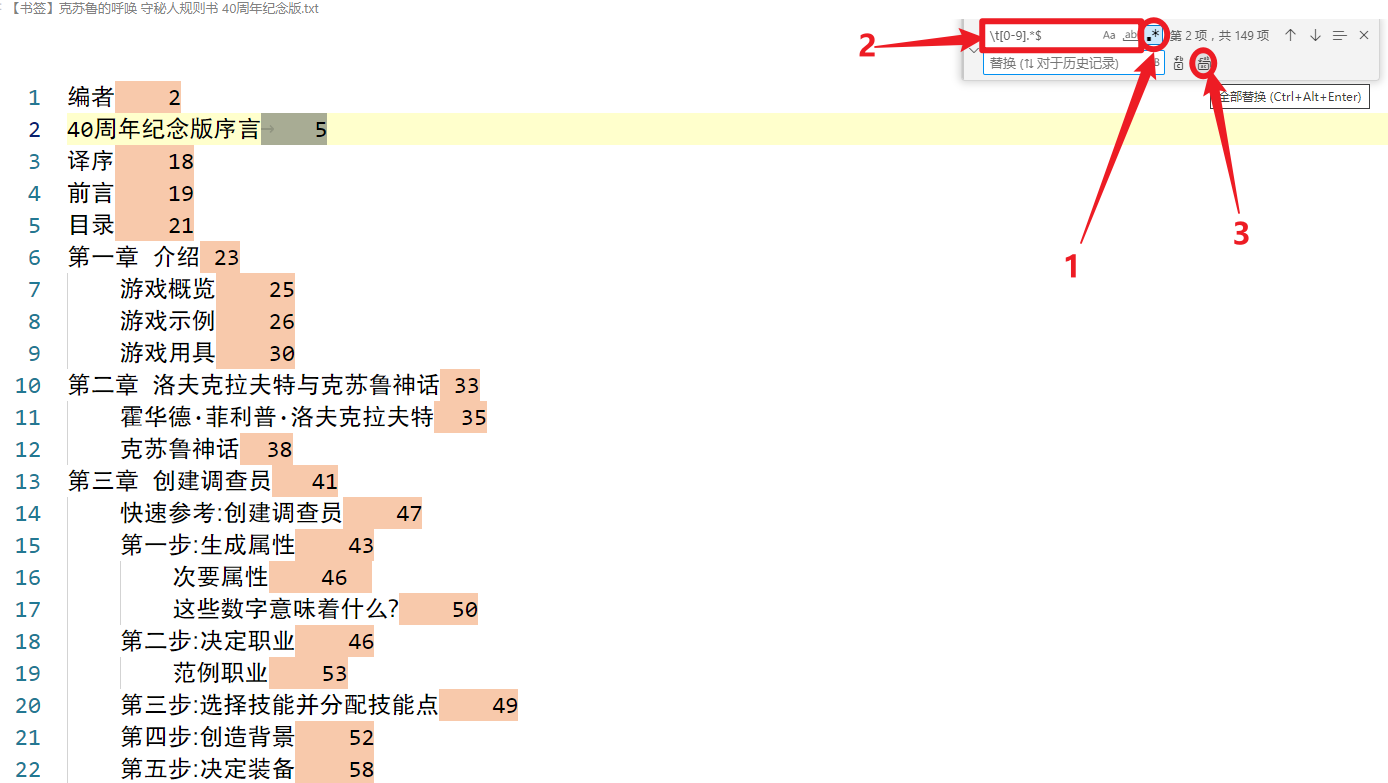 【书签】克苏鲁的呼唤 守秘人规则书 40周年纪念版.txt
2 \t[0-9].*$ Aa ab .* 第 2 项，共 149 项
替换 (⇅ 对于历史记录)
全部替换 (Ctrl+Alt+Enter)
1 编者 2
2 40周年纪念版序言→ 5
3 译序 18
4 前言 19
5 目录 21
3
6 第一章 介绍 23
1
7 游戏概览 25
8 游戏示例 26
9 游戏用具 30
10 第二章 洛夫克拉夫特与克苏鲁神话 33
11 霍华德·菲利普·洛夫克拉夫特 35
12 克苏鲁神话 38
13 第三章 创建调查员 41
14 快速参考:创建调查员 47
15 第一步:生成属性 43
16 次要属性 46
17 这些数字意味着什么? 50
18 第二步:决定职业 46
19 范例职业 53
20 第三步:选择技能并分配技能点 49
21 第四步:创造背景 52
22 第五步:决定装备 58